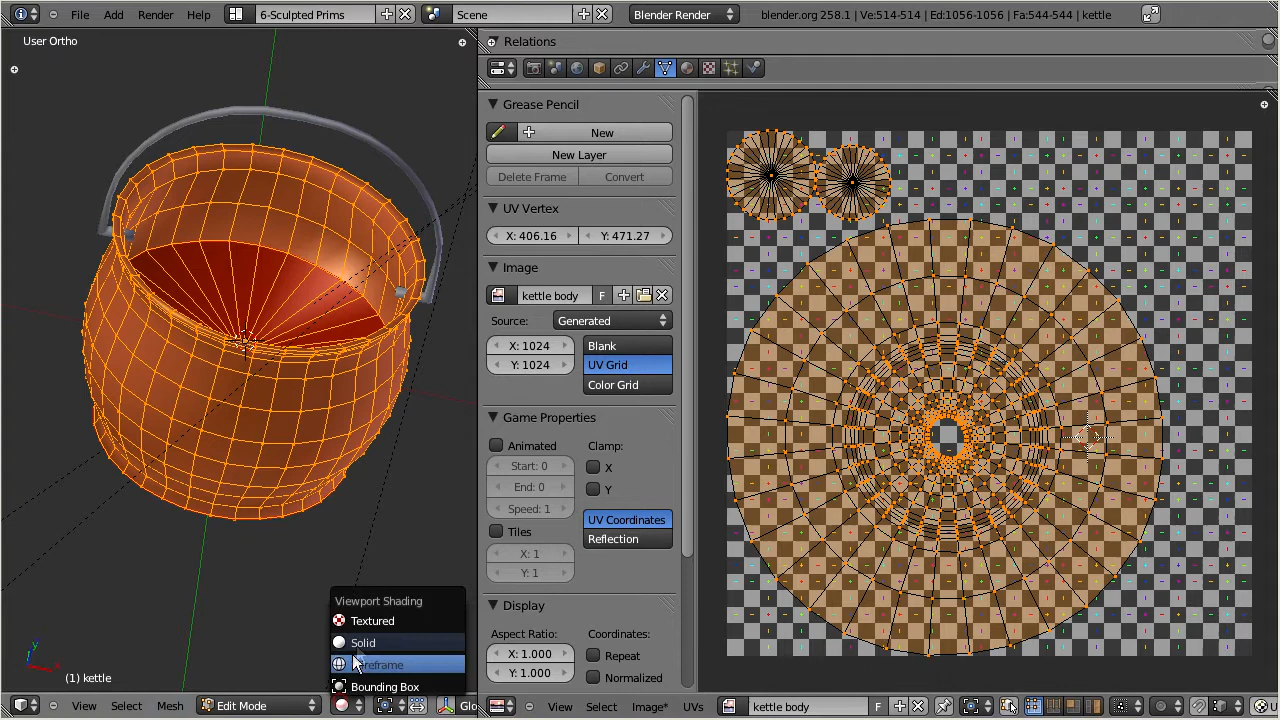 File Add Render Help 6-Sculpted Prims Scene Blender Render blender.org 258.1 | Ve:514-514 | Ed:1056-1056 | Fa:544-544 | kettle
User Ortho
Relations
Grease Pencil
New
New Layer
Delete Frame Convert
UV Vertex
X: 406.16 Y: 471.27
Image
kettle body F
Source: Generated
X: 1024
Y: 1024
Blank
UV Grid
Color Grid
Game Properties
Animated
Start: 0
End: 0
Speed: 1
Tiles
X: 1
Y: 1
Clamp:
X
Y
UV Coordinates
Reflection
Display
Aspect Ratio:
X: 1.000
Y: 1.000
Coordinates:
Repeat
Normalized
Viewport Shading
Textured
Solid
reframe
Bounding Box
y
x
(1) kettle
View Select Mesh Edit Mode Glo
View Select Image* UVs kettle body F U